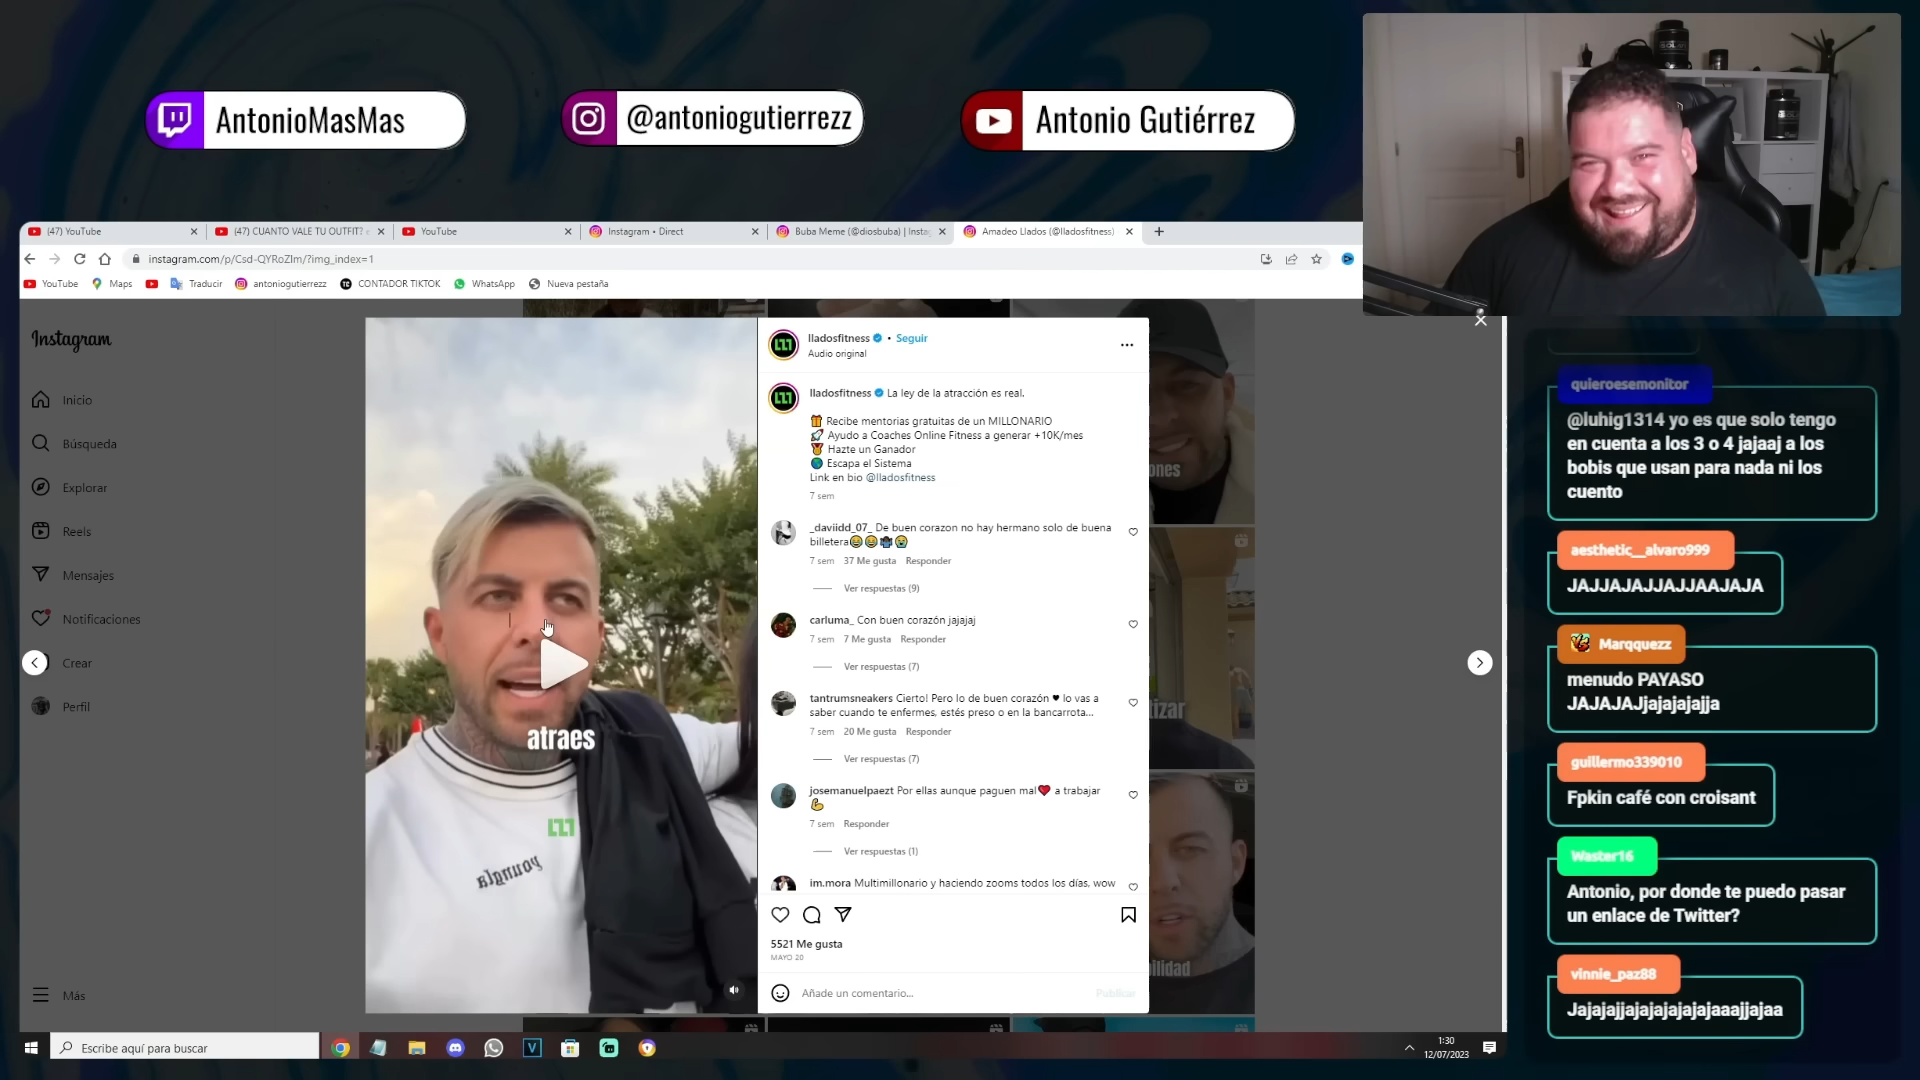 AntonioMasMas
@antoniogutierrezz
Antonio Gutiérrez
(47) YouTube
(47) CUANTO VALE TU OUTFIT?
YouTube
Instagram • Direct
Buba Meme (@diosbuba) | Insta
Amadeo Llados (@lladosfitness)
instagram.com/p/Csd-QYRoZIm/?img_index=1
YouTube
Maps
Traducir
antoniogutierrezz
CONTADOR TIKTOK
WhatsApp
Nueva pestaña
Instagram
Inicio
Búsqueda
Explorar
Reels
Mensajes
Notificaciones
Crear
Perfil
Más
atraes
lladosfitness • Seguir
Audio original
lladosfitness La ley de la atracción es real.
🎁 Recibe mentorias gratuitas de un MILLONARIO
🚀 Ayudo a Coaches Online Fitness a generar +10K/mes
🏅 Hazte un Ganador
🌎 Escapa el Sistema
Link en bio @lladosfitness
7 sem
_daviidd_07_ De buen corazon no hay hermano solo de buena
billetera
7 sem 37 Me gusta Responder
Ver respuestas (9)
carluma_ Con buen corazón jajajaj
7 sem 7 Me gusta Responder
Ver respuestas (7)
tantrumsneakers Cierto! Pero lo de buen corazón ♥ lo vas a
saber cuando te enfermes, estés preso o en la bancarrota...
7 sem 20 Me gusta Responder
Ver respuestas (7)
josemanuelpaezt Por ellas aunque paguen mal❤ a trabajar
💪
7 sem Responder
Ver respuestas (1)
im.mora Multimillonario y haciendo zooms todos los días, wow
5521 Me gusta
MAYO 20
Añade un comentario...
Publicar
quieroesemonitor
@luhig1314 yo es que solo tengo
en cuenta a los 3 o 4 jajaaj a los
bobis que usan para nada ni los
cuento
aesthetic__alvaro999
JAJJAJAJJAJJAAJAJA
Marqquezz
menudo PAYASO
JAJAJAJjajajajajja
guillermo339010
Fpkin café con croisant
Waster16
Antonio, por donde te puedo pasar
un enlace de Twitter?
vinnie_paz88
Jajajajjajajajajajajaaajjajaa
Escribe aquí para buscar
1:30
12/07/2023